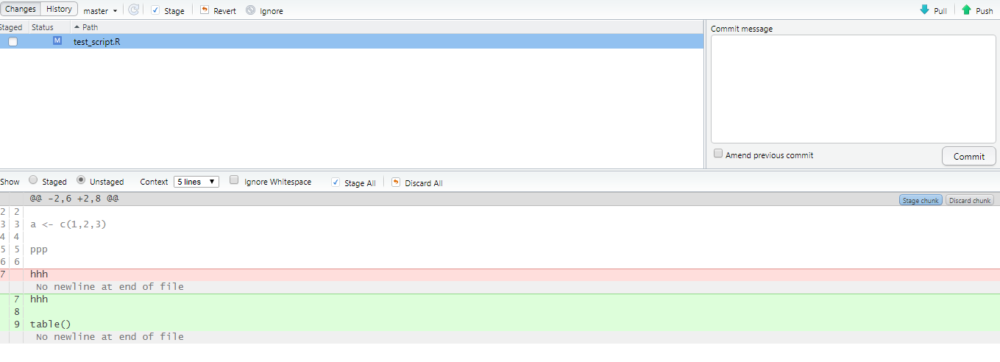 Changes History master Stage Revert Ignore Pull Push
Staged Status Path
M test_script.R
Commit message
Amend previous commit Commit
Show Staged Unstaged Context 5 lines Ignore Whitespace Stage All Discard All
@@ -2,6 +2,8 @@ Stage chunk Discard chunk
2 2
3 3 a <- c(1,2,3)
4 4
5 5 ppp
6 6
7 hhh
No newline at end of file
7 hhh
8
9 table()
No newline at end of file